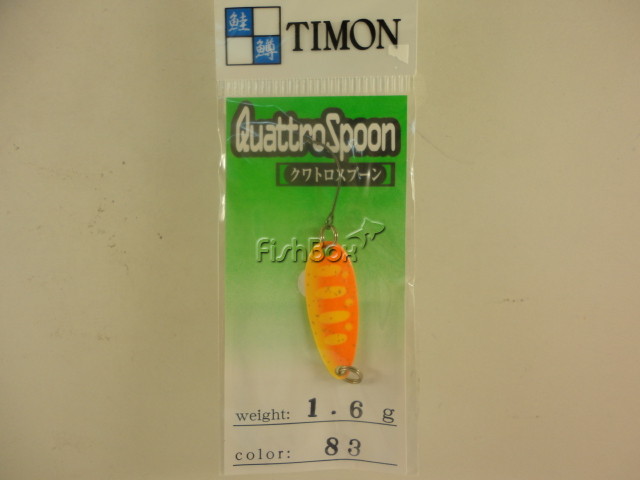 鮭 TIMON
鱒
QuattroSpoon
クワトロスプーン
FishBox
weight: 1.6 g
color: 83